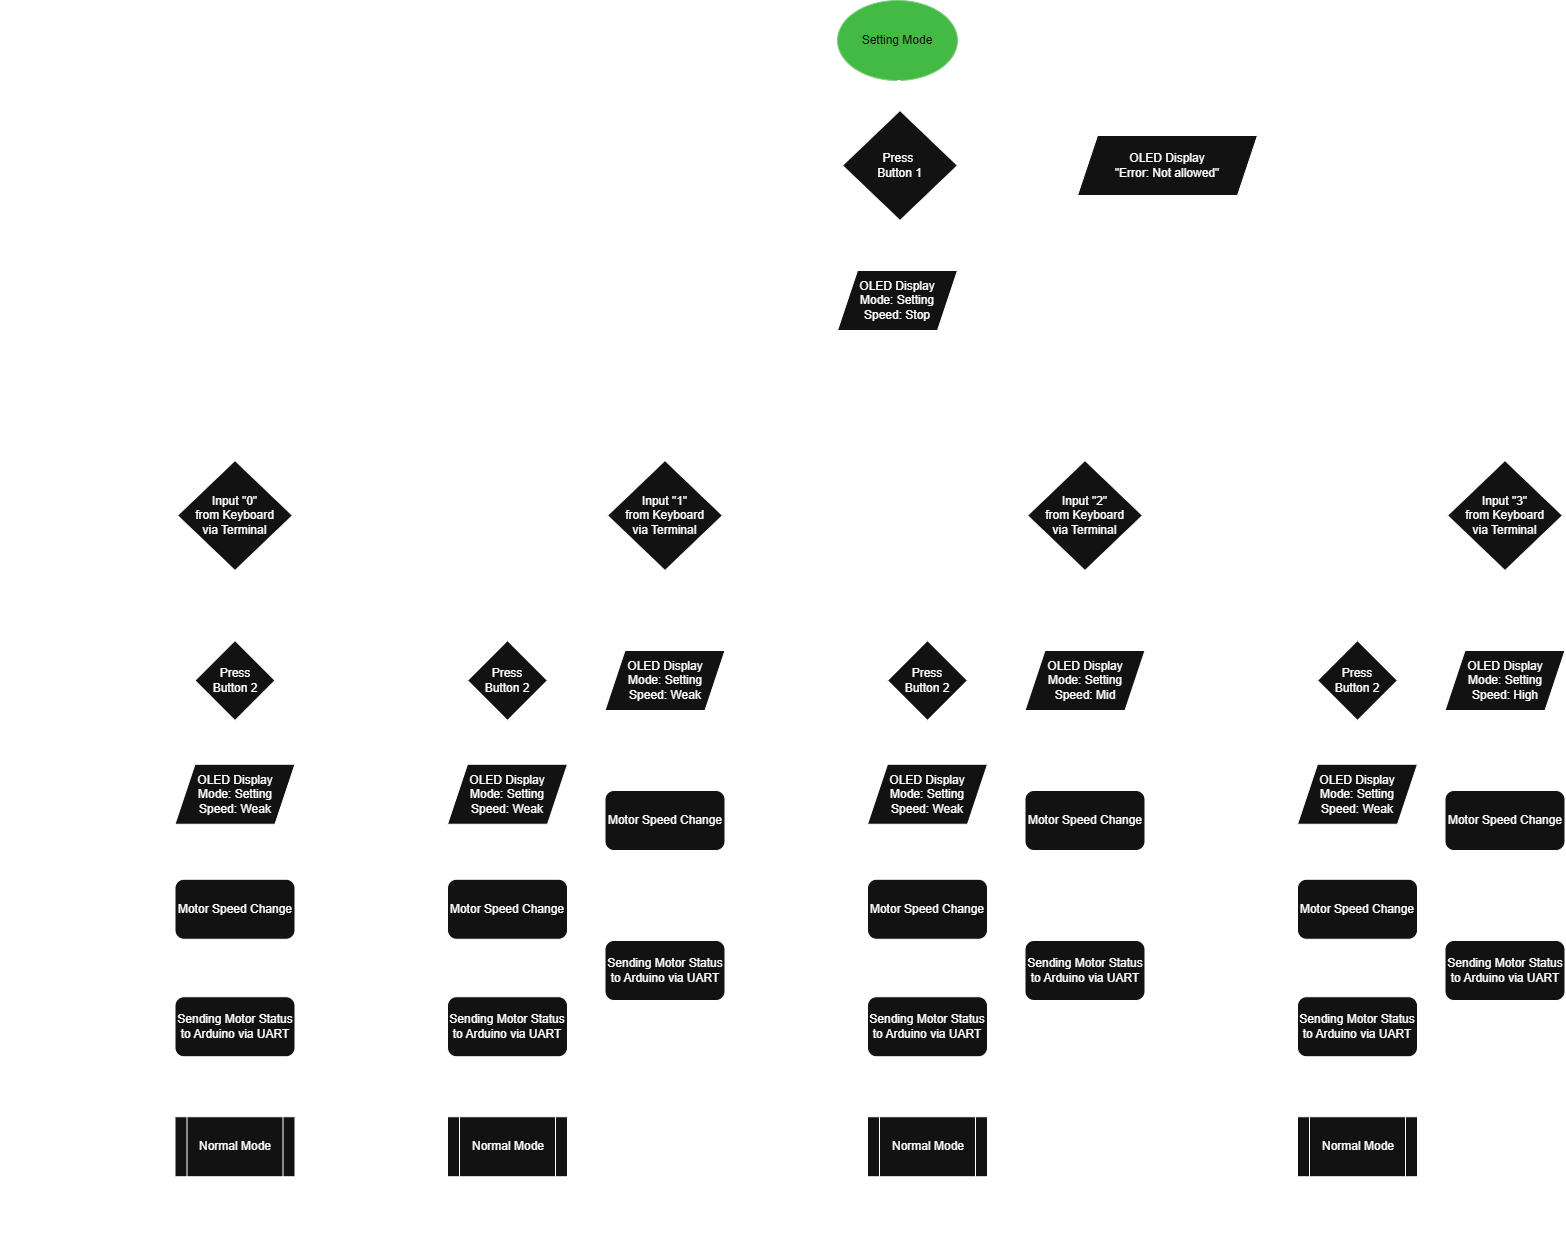 Setting Mode
Press
Button 1
OLED Display
"Error: Not allowed"
OLED Display
Mode: Setting
Speed: Stop
Input "0"
from Keyboard
via Terminal
Input "1"
from Keyboard
via Terminal
Input "2"
from Keyboard
via Terminal
Input "3"
from Keyboard
via Terminal
Press
Button 2
Press
Button 2
OLED Display
Mode: Setting
Speed: Weak
Press
Button 2
OLED Display
Mode: Setting
Speed: Mid
Press
Button 2
OLED Display
Mode: Setting
Speed: High
OLED Display
Mode: Setting
Speed: Weak
OLED Display
Mode: Setting
Speed: Weak
Motor Speed Change
OLED Display
Mode: Setting
Speed: Weak
Motor Speed Change
OLED Display
Mode: Setting
Speed: Weak
Motor Speed Change
Motor Speed Change
Motor Speed Change
Motor Speed Change
Motor Speed Change
Sending Motor Status
to Arduino via UART
Sending Motor Status
to Arduino via UART
Sending Motor Status
to Arduino via UART
Sending Motor Status
to Arduino via UART
Sending Motor Status
to Arduino via UART
Sending Motor Status
to Arduino via UART
Sending Motor Status
to Arduino via UART
Normal Mode
Normal Mode
Normal Mode
Normal Mode